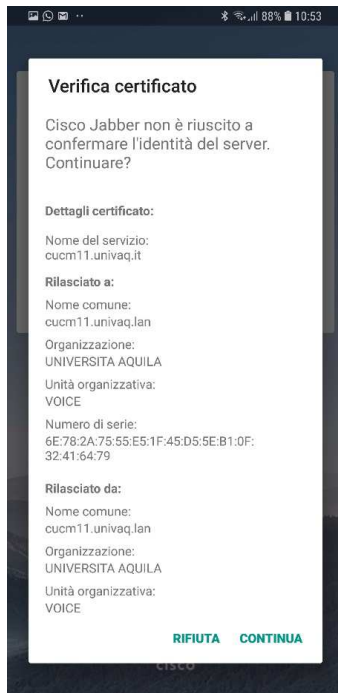 88% 10:53
Verifica certificato
Cisco Jabber non è riuscito a
confermare l'identità del server.
Continuare?
Dettagli certificato:
Nome del servizio:
cucm11.univaq.it
Rilasciato a:
Nome comune:
cucm11.univaq.lan
Organizzazione:
UNIVERSITA AQUILA
Unità organizzativa:
VOICE
Numero di serie:
6E:78:2A:75:55:E5:1F:45:D5:5E:B1:0F:
32:41:64:79
Rilasciato da:
Nome comune:
cucm11.univaq.lan
Organizzazione:
UNIVERSITA AQUILA
Unità organizzativa:
VOICE
RIFIUTA CONTINUA
cisco